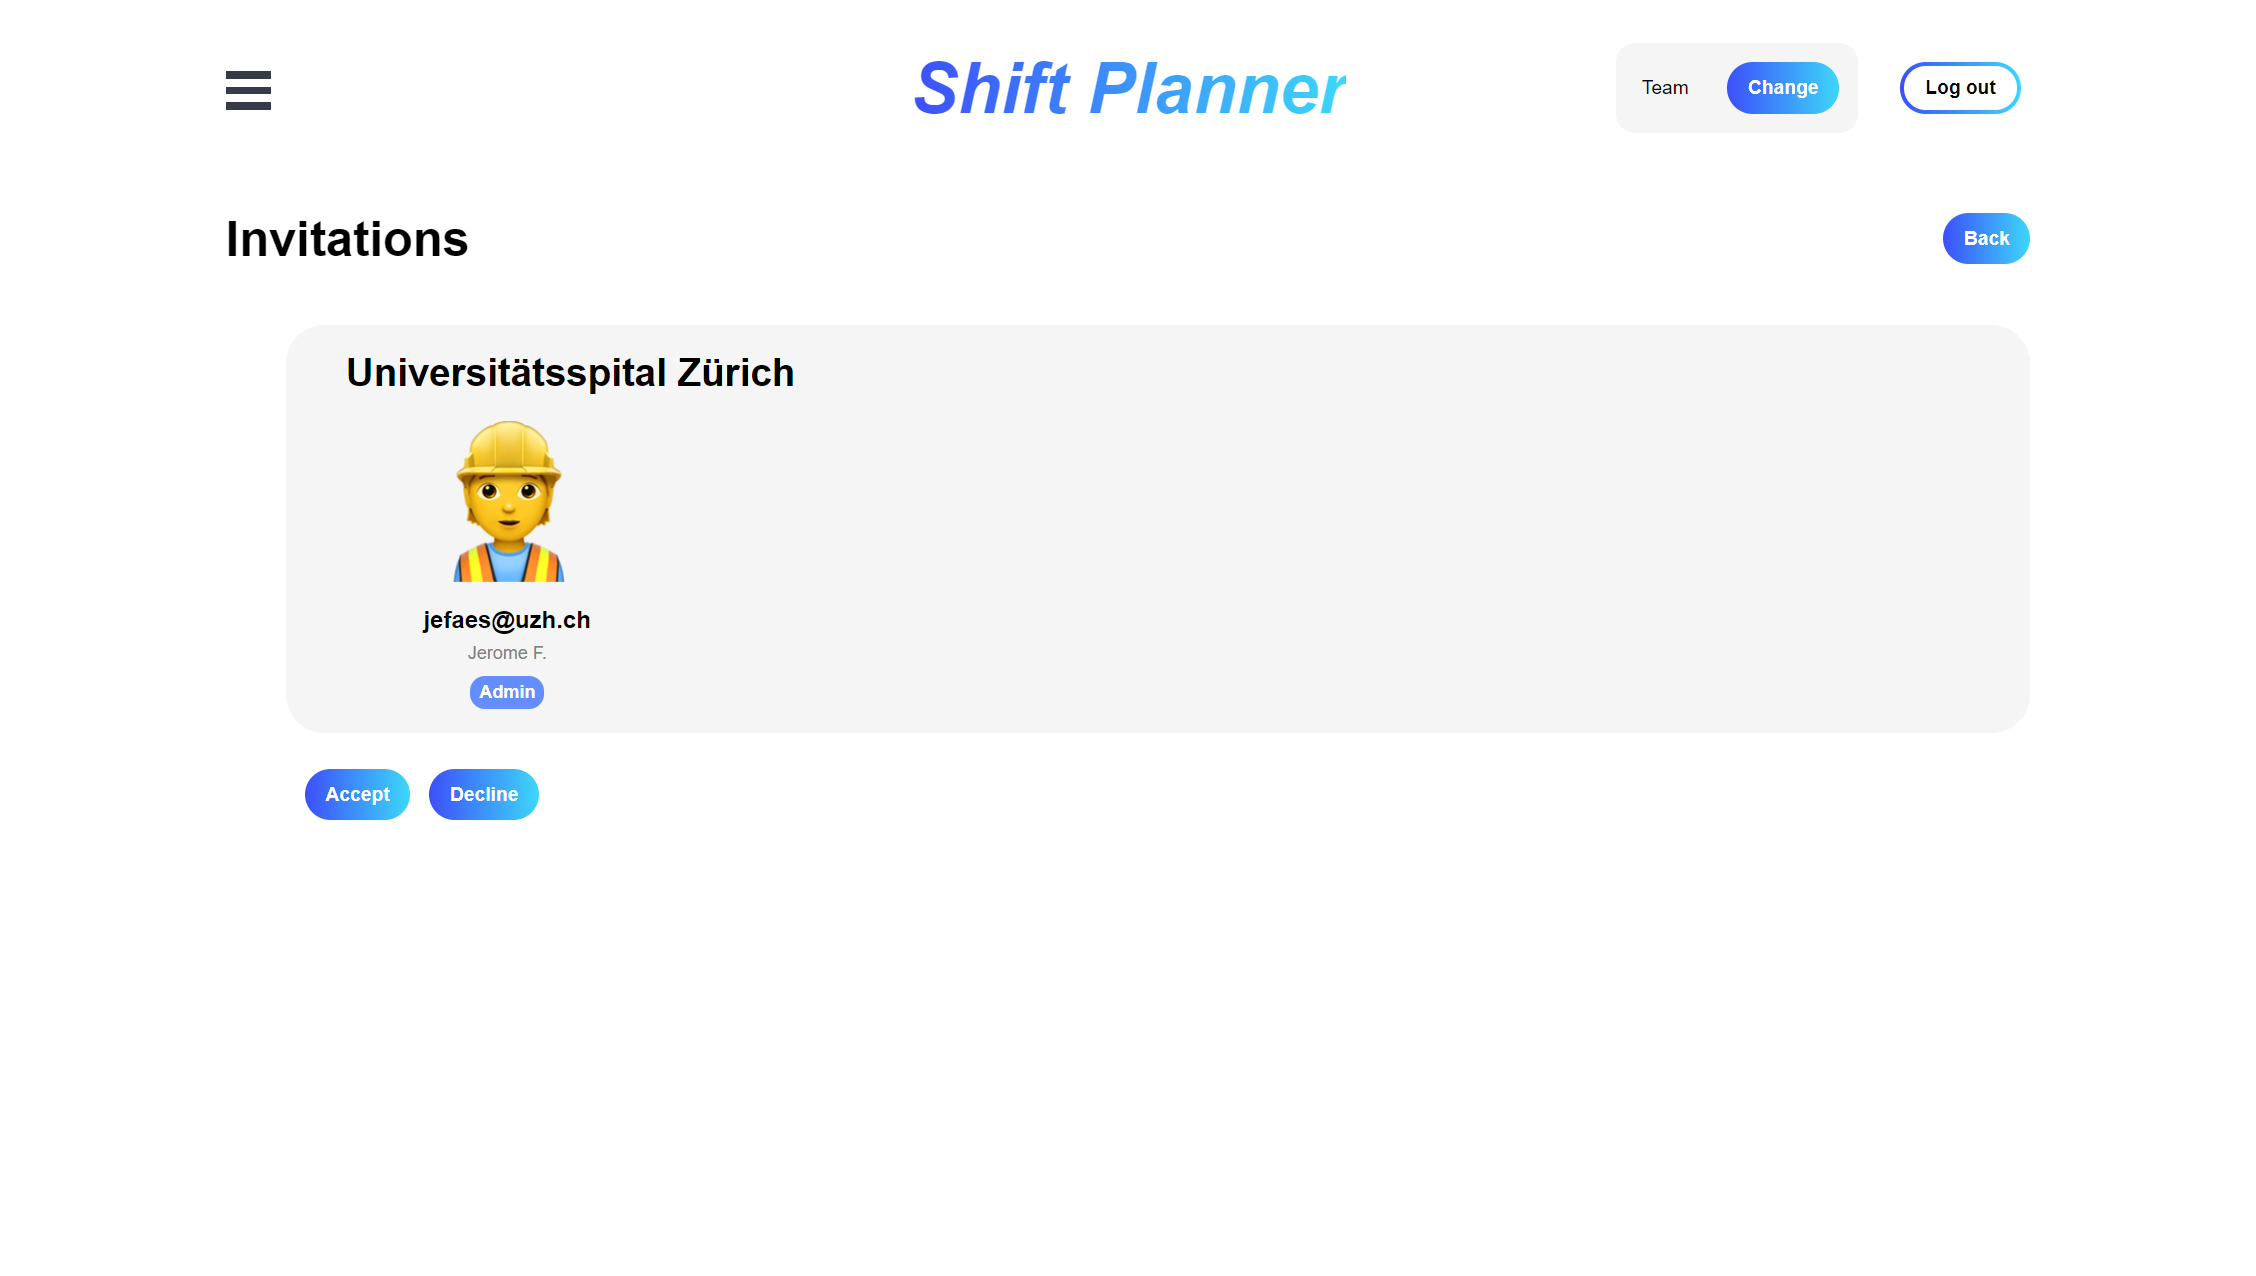 Shift Planner
Team
Change
Log out
Invitations
Back
Universitätsspital Zürich
jefaes@uzh.ch
Jerome F.
Admin
Accept
Decline